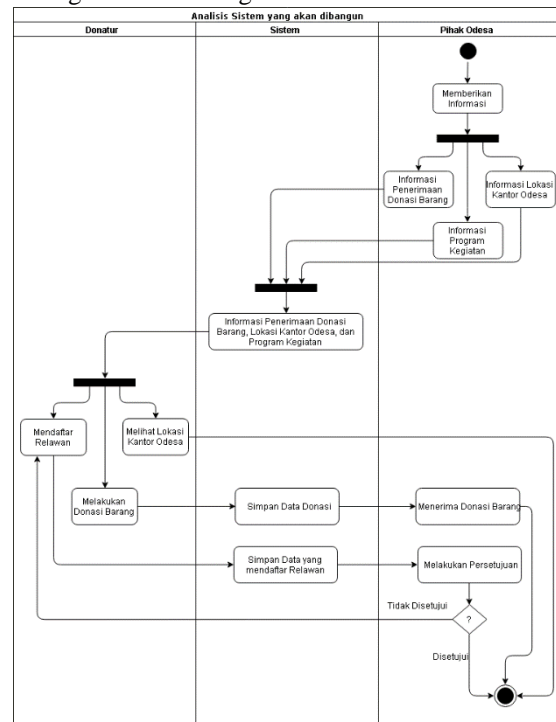 Analisis Sistem yang akan dibangun
Donatur
Sistem
Pihak Odesa
Memberikan
Informasi
Informasi
Penerimaan
Donasi Barang
Informasi Lokasi
Kantor Odesa
Informasi
Program
Kegiatan
Informasi Penerimaan Donasi
Barang, Lokasi Kantor Odesa, dan
Program Kegiatan
Mendaftar
Relawan
Melihat Lokasi
Kantor Odesa
Melakukan
Donasi Barang
Simpan Data Donasi
Menerima Donasi Barang
Simpan Data yang
mendaftar Relawan
Melakukan Persetujuan
Tidak Disetujui
?
Disetujui